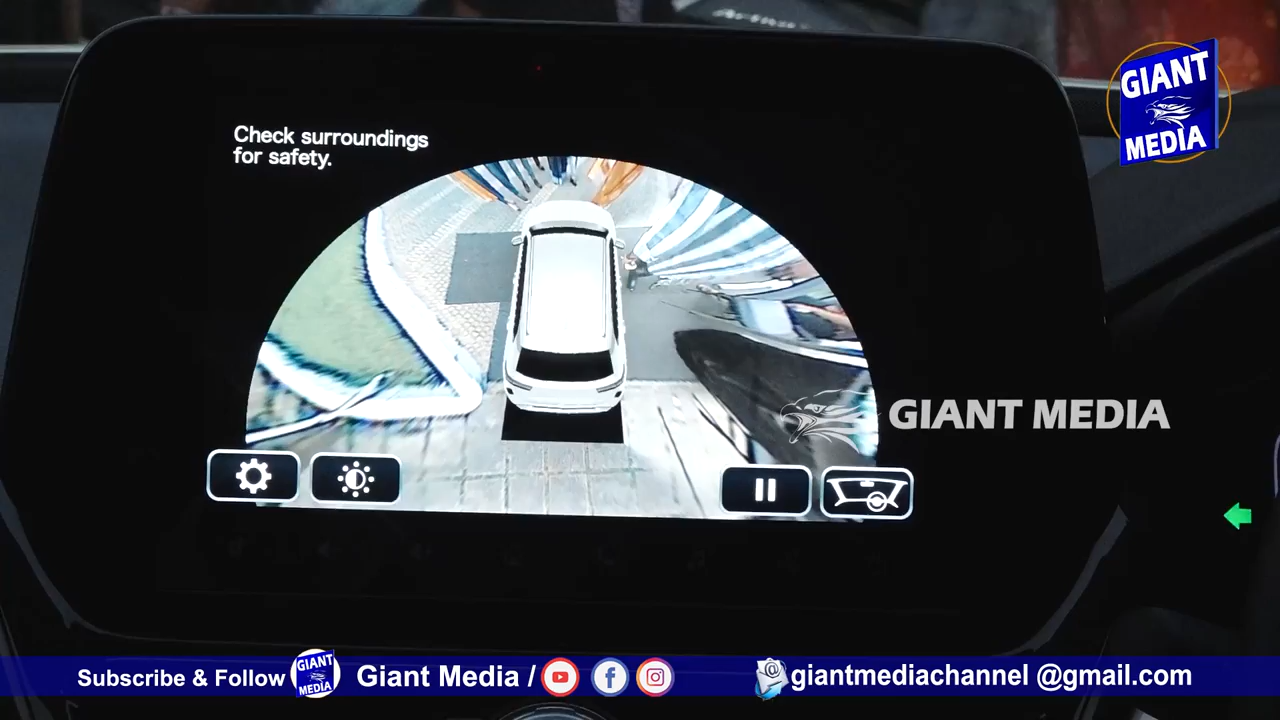 GIANT
MEDIA
Check surroundings
for safety.
GIANT MEDIA
Subscribe & Follow
GIANT
MEDIA
Giant Media /
giantmediachannel @gmail.com